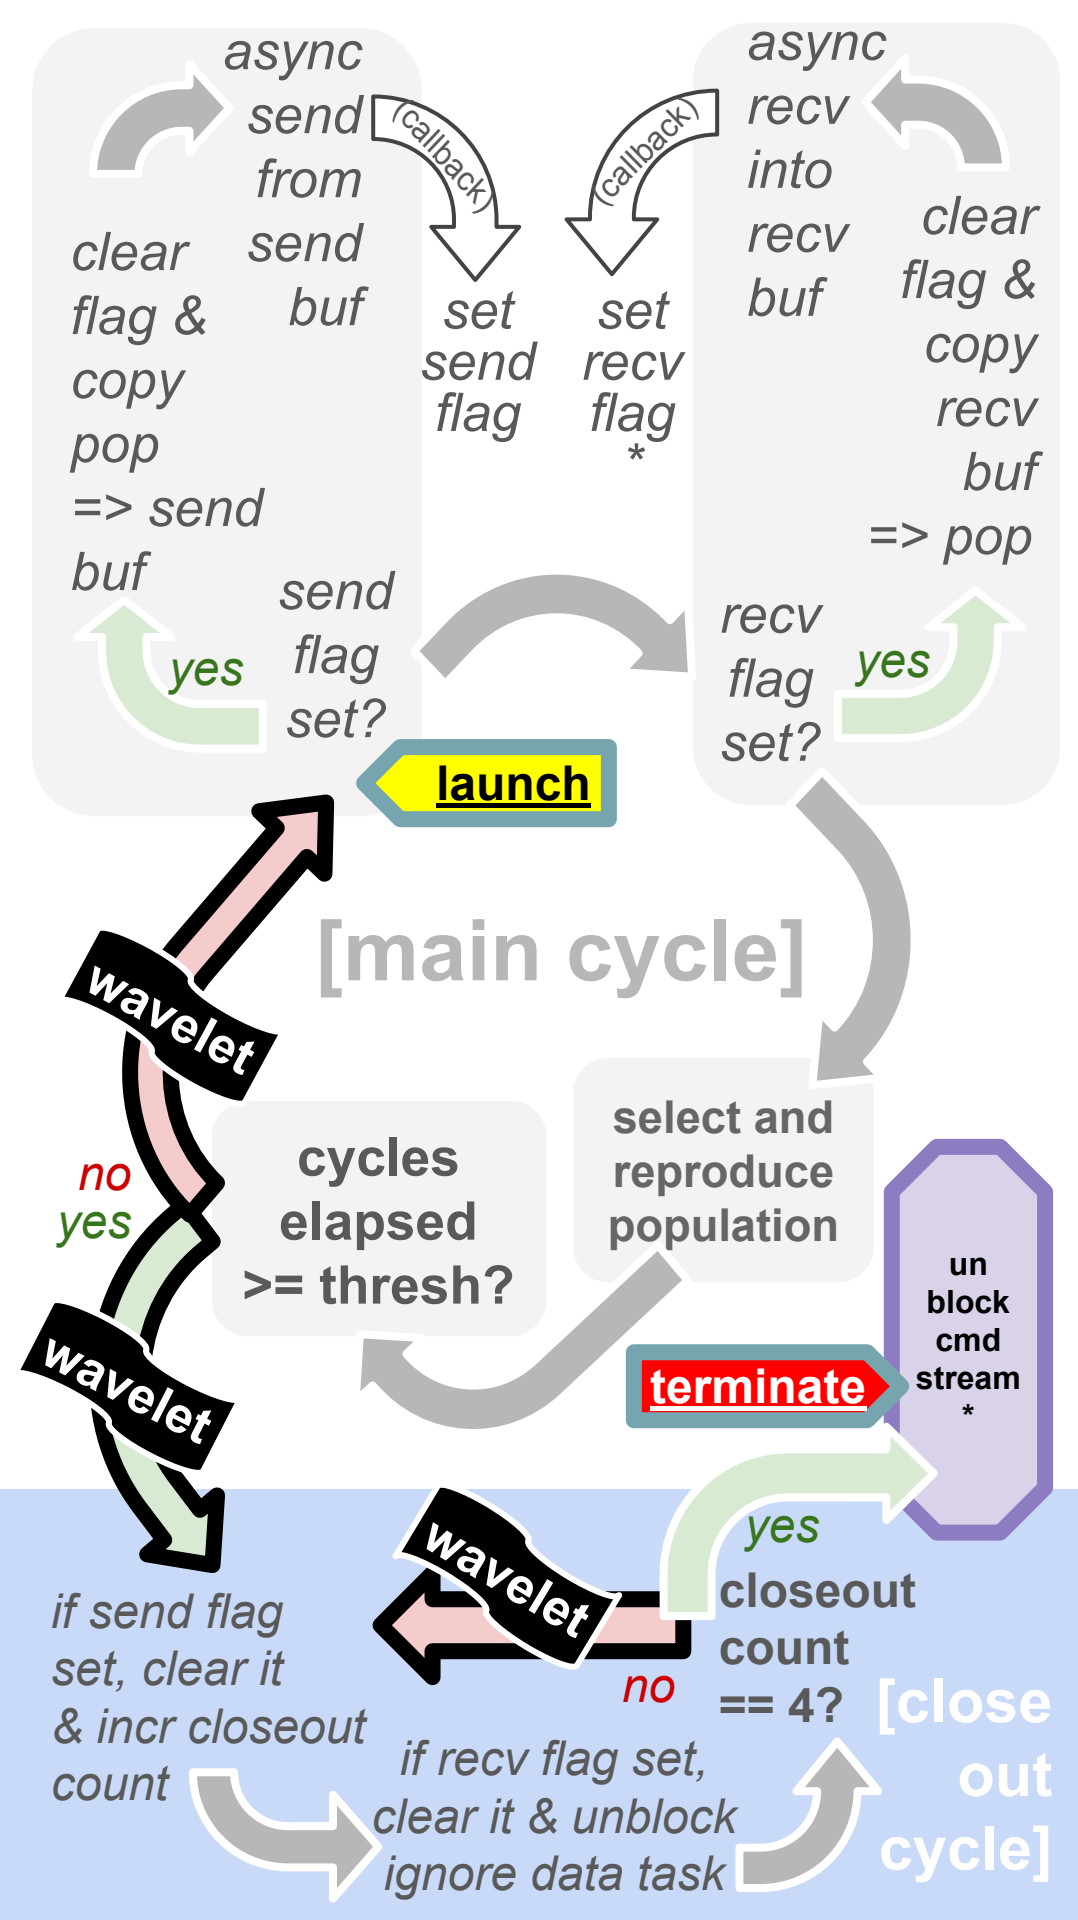 async
send
from
send
buf
(callback)
set
send
flag
clear
flag &
copy
pop
=> send
buf
send
flag
set?
yes
async
recv
into
recv
buf
(callback)
set
recv
flag
*
clear
flag &
copy
recv
buf
=> pop
recv
flag
set?
yes
launch
[main cycle]
wavelet
select and
reproduce
population
cycles
elapsed
>= thresh?
no
yes
wavelet
un
block
cmd
stream
*
terminate
yes
wavelet
no
closeout
count
== 4?
if send flag
set, clear it
& incr closeout
count
if recv flag set,
clear it & unblock
ignore data task
[close
out
cycle]